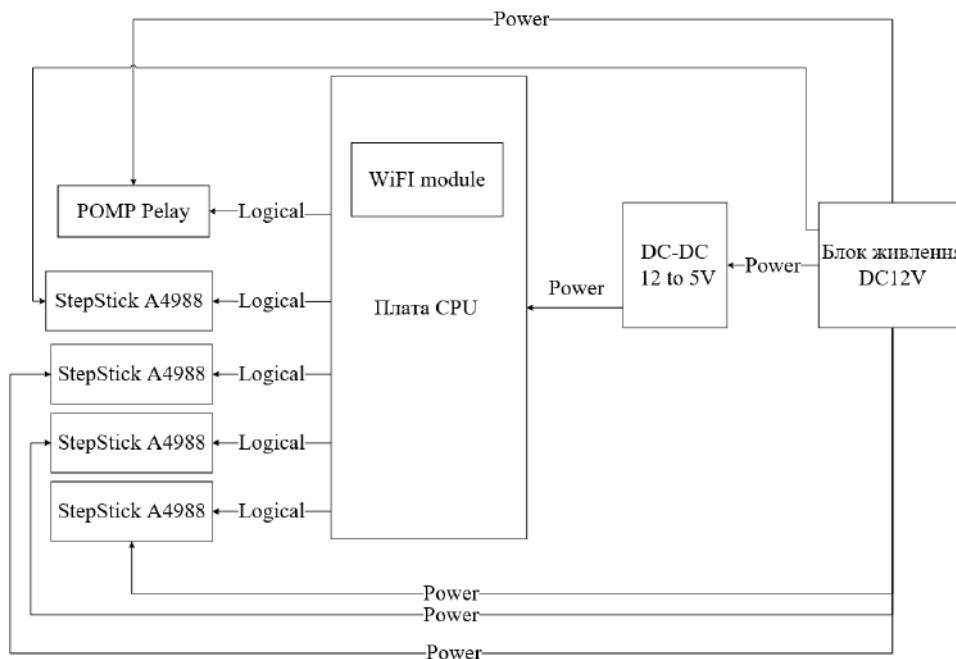 Power
WiFI module
POMP Pelay
Logical
DC-DC
12 to 5V
Power
Блок живлення
DC12V
StepStick A4988
Logical
Плата CPU
Power
StepStick A4988
Logical
StepStick A4988
Logical
StepStick A4988
Logical
Power
Power
Power